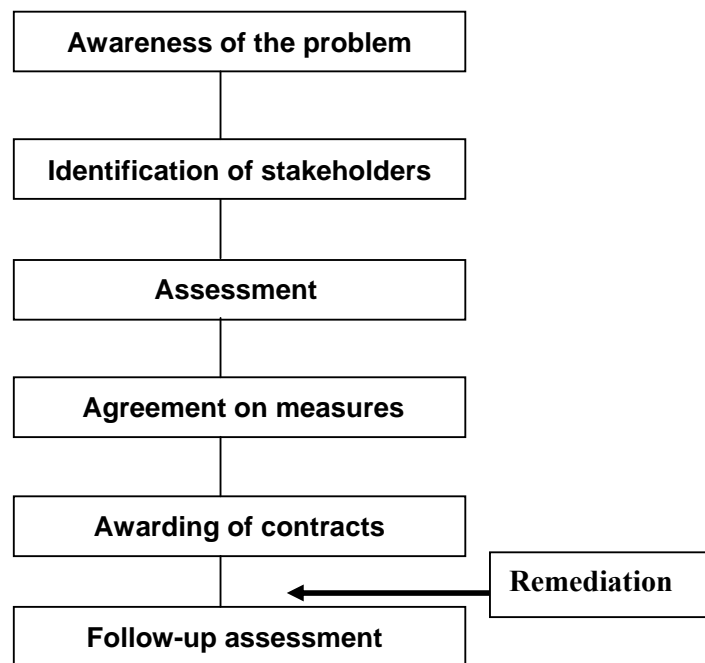 Awareness of the problem
Identification of stakeholders
Assessment
Agreement on measures
Awarding of contracts
Remediation
Follow-up assessment